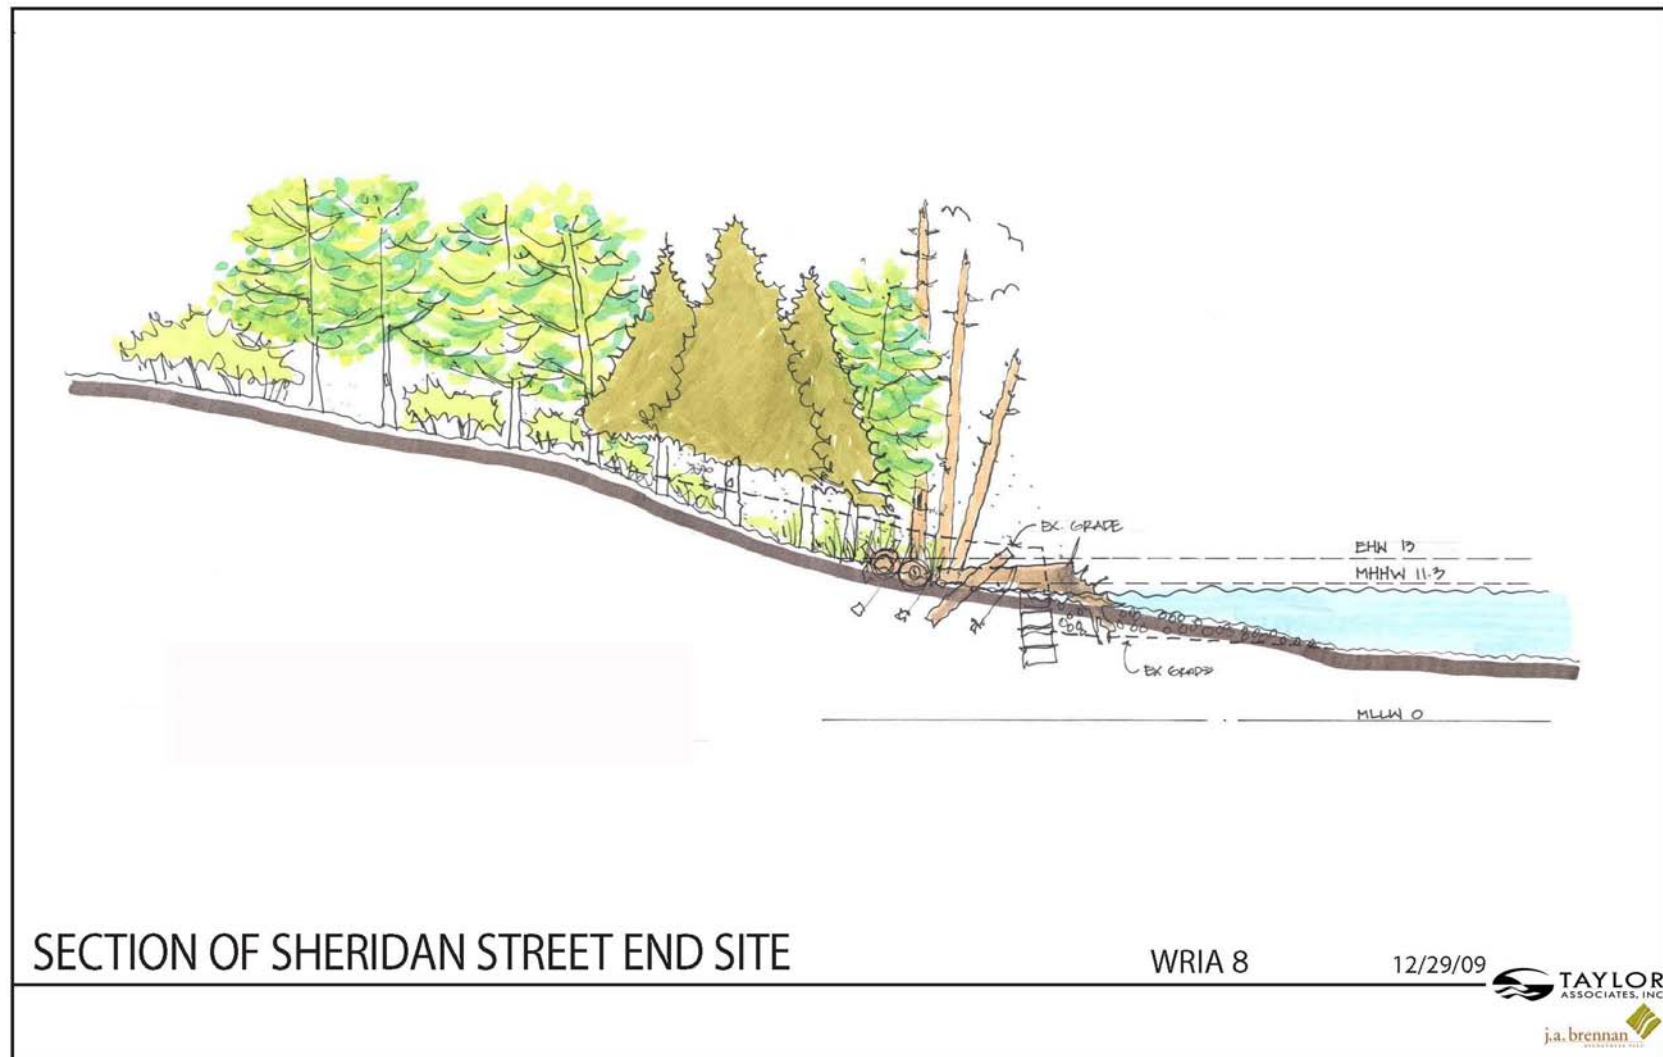 EX. GRADE
EHW 13
MHHW 11.3
EX GRADE
MLLW 0
SECTION OF SHERIDAN STREET END SITE
WRIA 8
12/29/09
TAYLOR
ASSOCIATES, INC
j.a. brennan